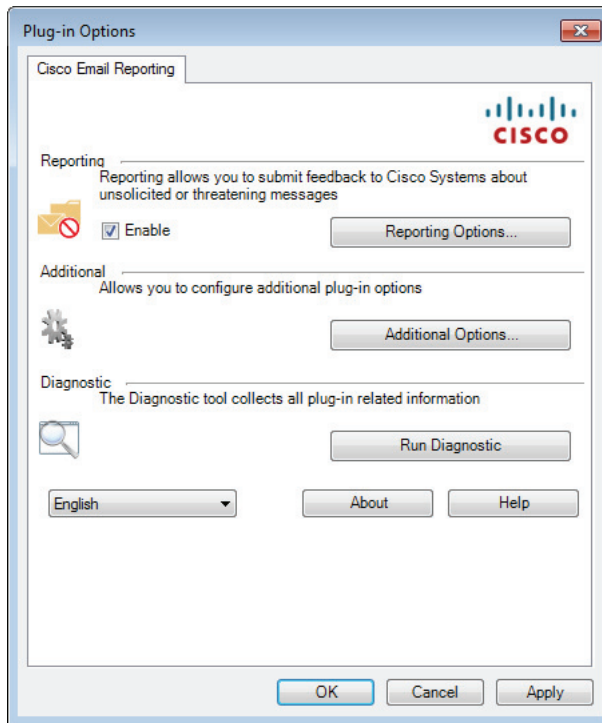 Plug-in Options
Cisco Email Reporting
CISCO
Reporting
Reporting allows you to submit feedback to Cisco Systems about
unsolicited or threatening messages
Enable
Reporting Options...
Additional
Allows you to configure additional plug-in options
Additional Options...
Diagnostic
The Diagnostic tool collects all plug-in related information
Run Diagnostic
English
About
Help
OK
Cancel
Apply